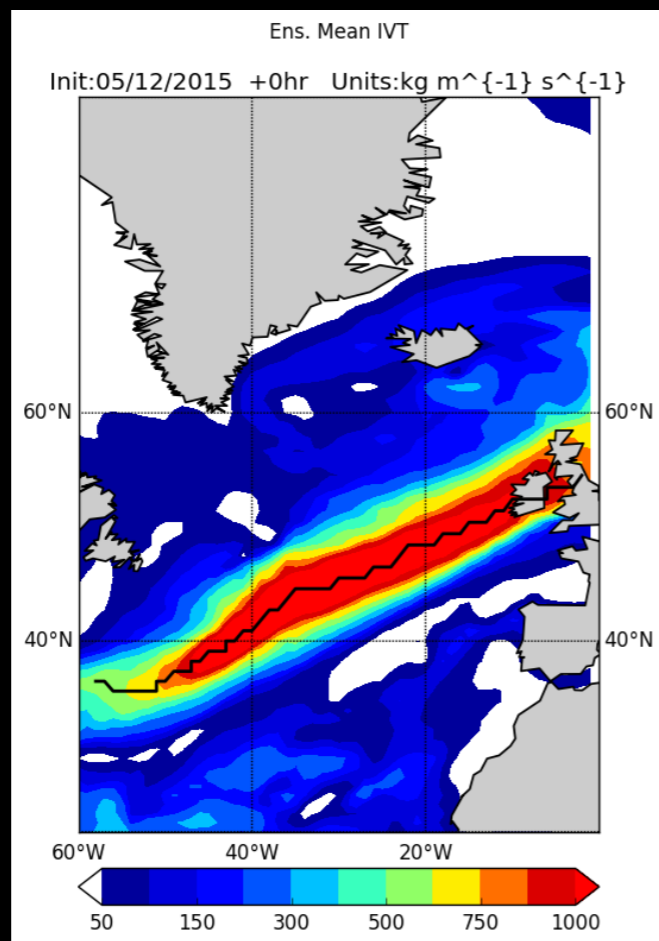 Ens. Mean IVT
Init:05/12/2015 +0hr Units:kg m^{-1} s^{-1}
60°N 60°N
40°N 40°N
60°W 40°W 20°W
50 150 300 500 750 1000